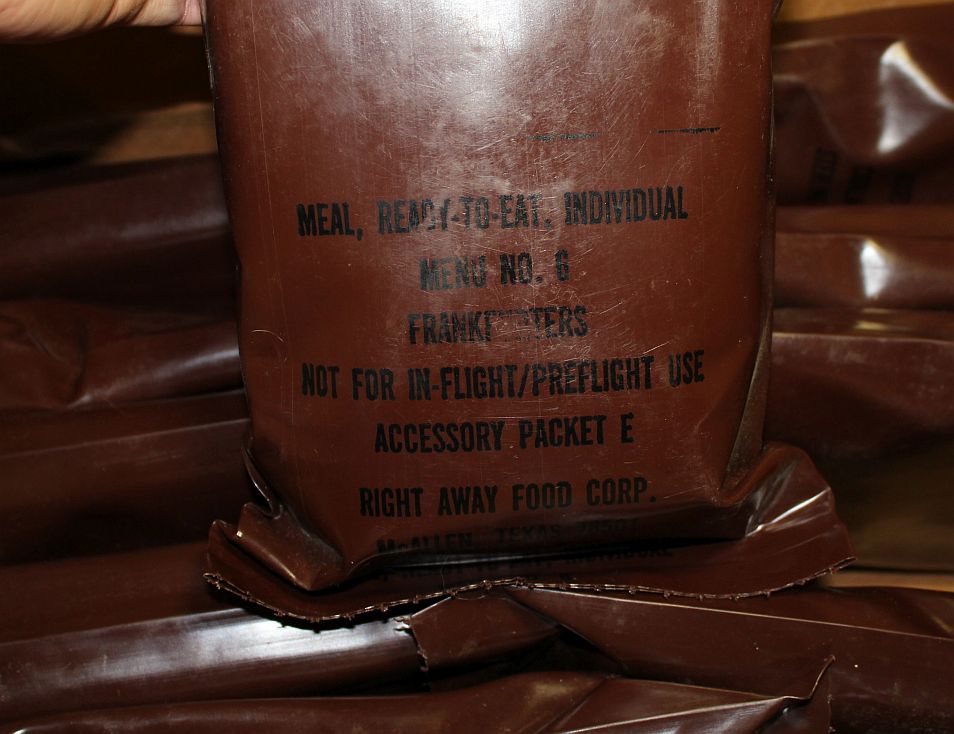 MEAL, READY-TO-EAT, INDIVIDUAL
MENU NO. 6
FRANKFURTERS
NOT FOR IN-FLIGHT/PREFLIGHT USE
ACCESSORY PACKET E
RIGHT AWAY FOOD CORP.
McALLEN, TEXAS 78501